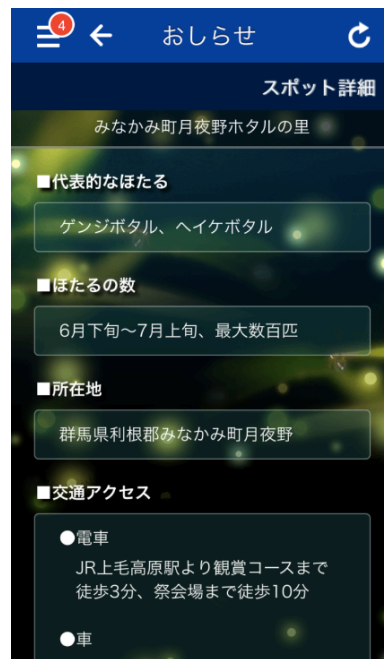 4
おしらせ
スポット詳細
みなかみ町月夜野ホタルの里
■代表的なほたる
ゲンジボタル、ヘイケボタル
■ほたるの数
6月下旬〜7月上旬、最大数百匹
■所在地
群馬県利根郡みなかみ町月夜野
■交通アクセス
●電車
JR上毛高原駅より観賞コースまで
徒歩3分、祭会場まで徒歩10分
●車